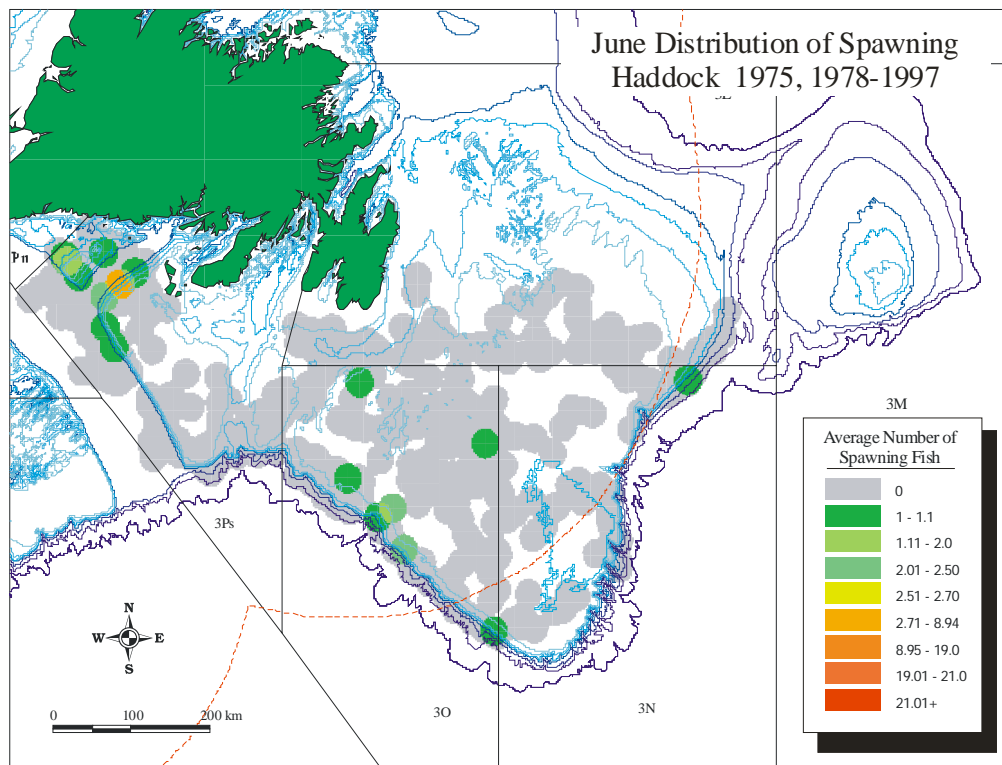 June Distribution of Spawning
Haddock 1975, 1978-1997
3M
Average Number of
Spawning Fish
0
1 - 1.1
1.11 - 2.0
2.01 - 2.50
2.51 - 2.70
2.71 - 8.94
8.95 - 19.0
19.01 - 21.0
21.01+
3Ps
N
W E
S
0 100 200 km
3O
3N